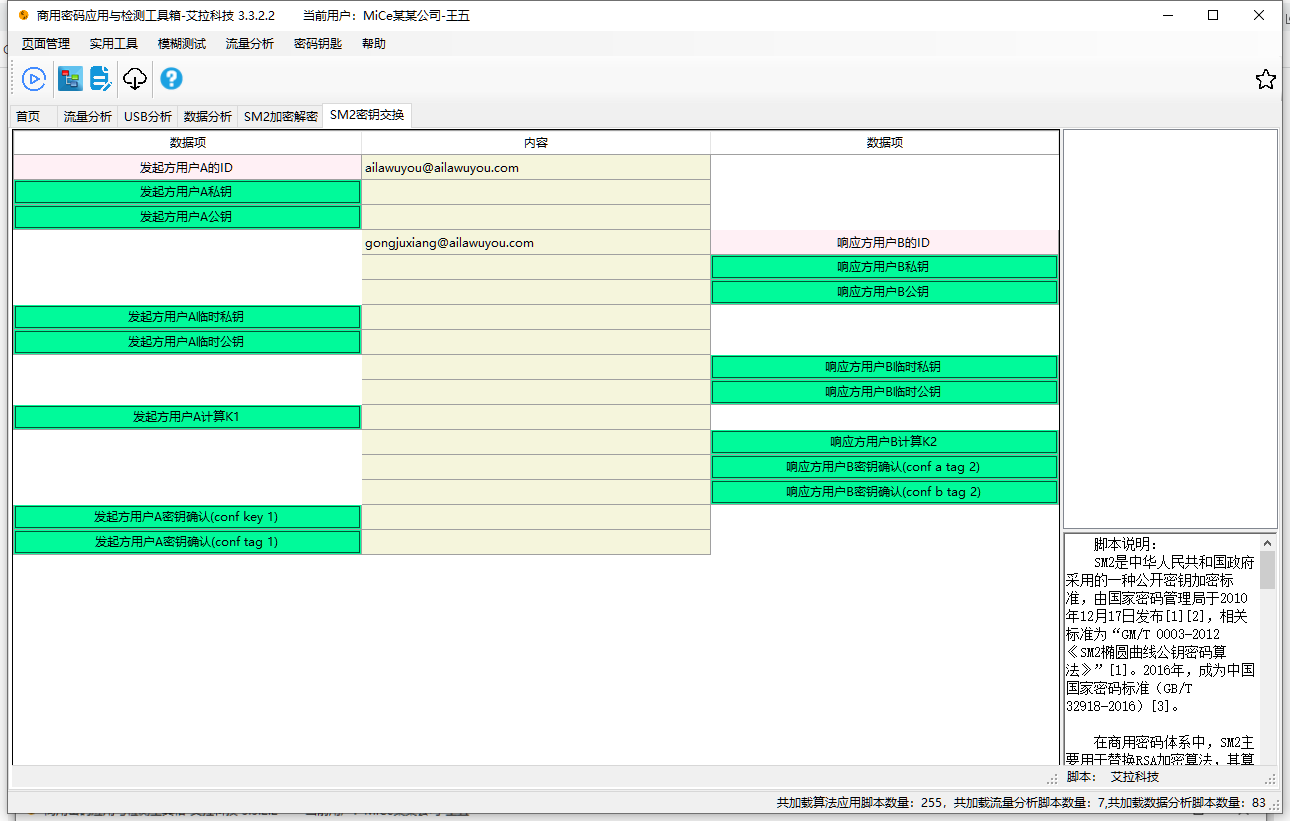 商用密码应用与检测工具箱-艾拉科技 3.3.2.2 当前用户：MiCe某某公司-王五
页面管理 实用工具 模糊测试 流量分析 密码钥匙 帮助
首页 流量分析 USB分析 数据分析 SM2加密解密 SM2密钥交换
数据项 内容 数据项
发起方用户A的ID ailawuyou@ailawuyou.com
发起方用户A私钥
发起方用户A公钥
gongjuxiang@ailawuyou.com 响应方用户B的ID
响应方用户B私钥
响应方用户B公钥
发起方用户A临时私钥
发起方用户A临时公钥
响应方用户B临时私钥
响应方用户B临时公钥
发起方用户A计算K1
响应方用户B计算K2
响应方用户B密钥确认(conf a tag 2)
响应方用户B密钥确认(conf b tag 2)
发起方用户A密钥确认(conf key 1)
发起方用户A密钥确认(conf tag 1)
脚本说明：
SM2是中华人民共和国政府
采用的一种公开密钥加密标
准，由国家密码管理局于2010
年12月17日发布[1][2]，相关
标准为“GM/T 0003-2012
《SM2椭圆曲线公钥密码算
法》”[1]。2016年，成为中国
国家密码标准（GB/T
32918-2016）[3]。
在商用密码体系中，SM2主
要用于替换RSA加密算法，其算
脚本： 艾拉科技
共加载算法应用脚本数量：255，共加载流量分析脚本数量：7,共加载数据分析脚本数量：83